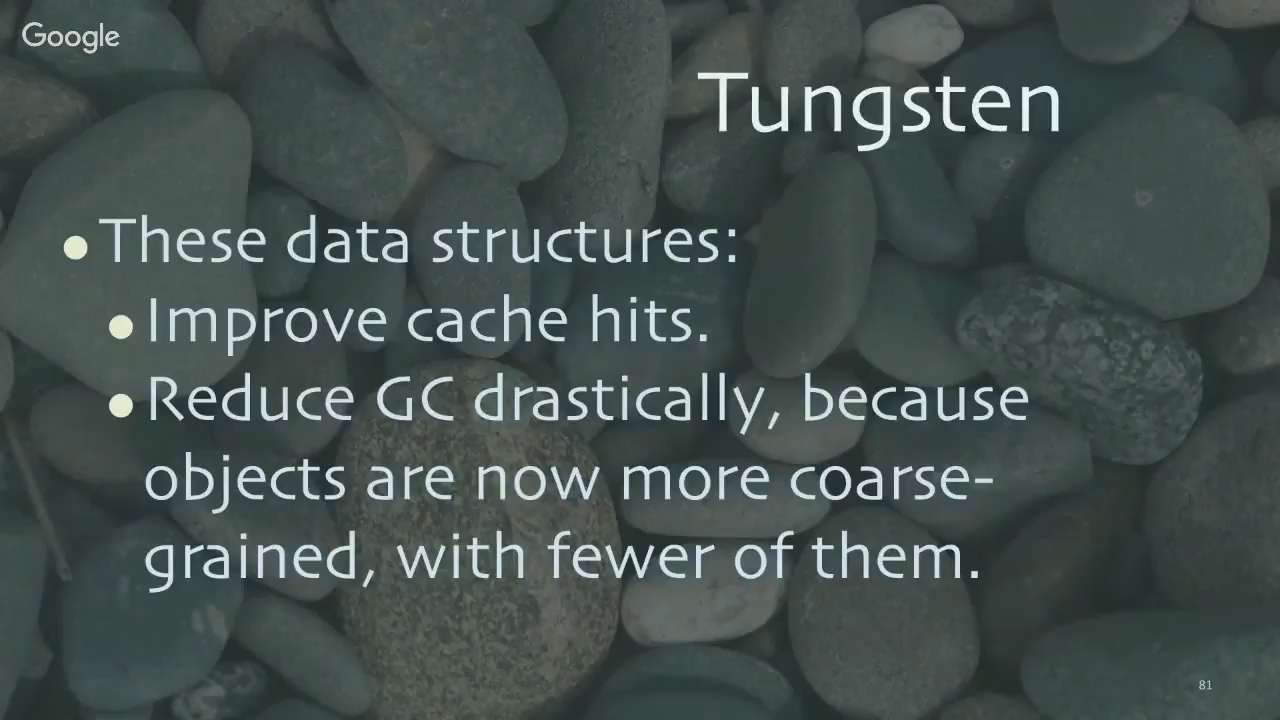 Google
Tungsten
● These data structures:
● Improve cache hits.
● Reduce GC drastically, because
objects are now more coarse-
grained, with fewer of them.
81